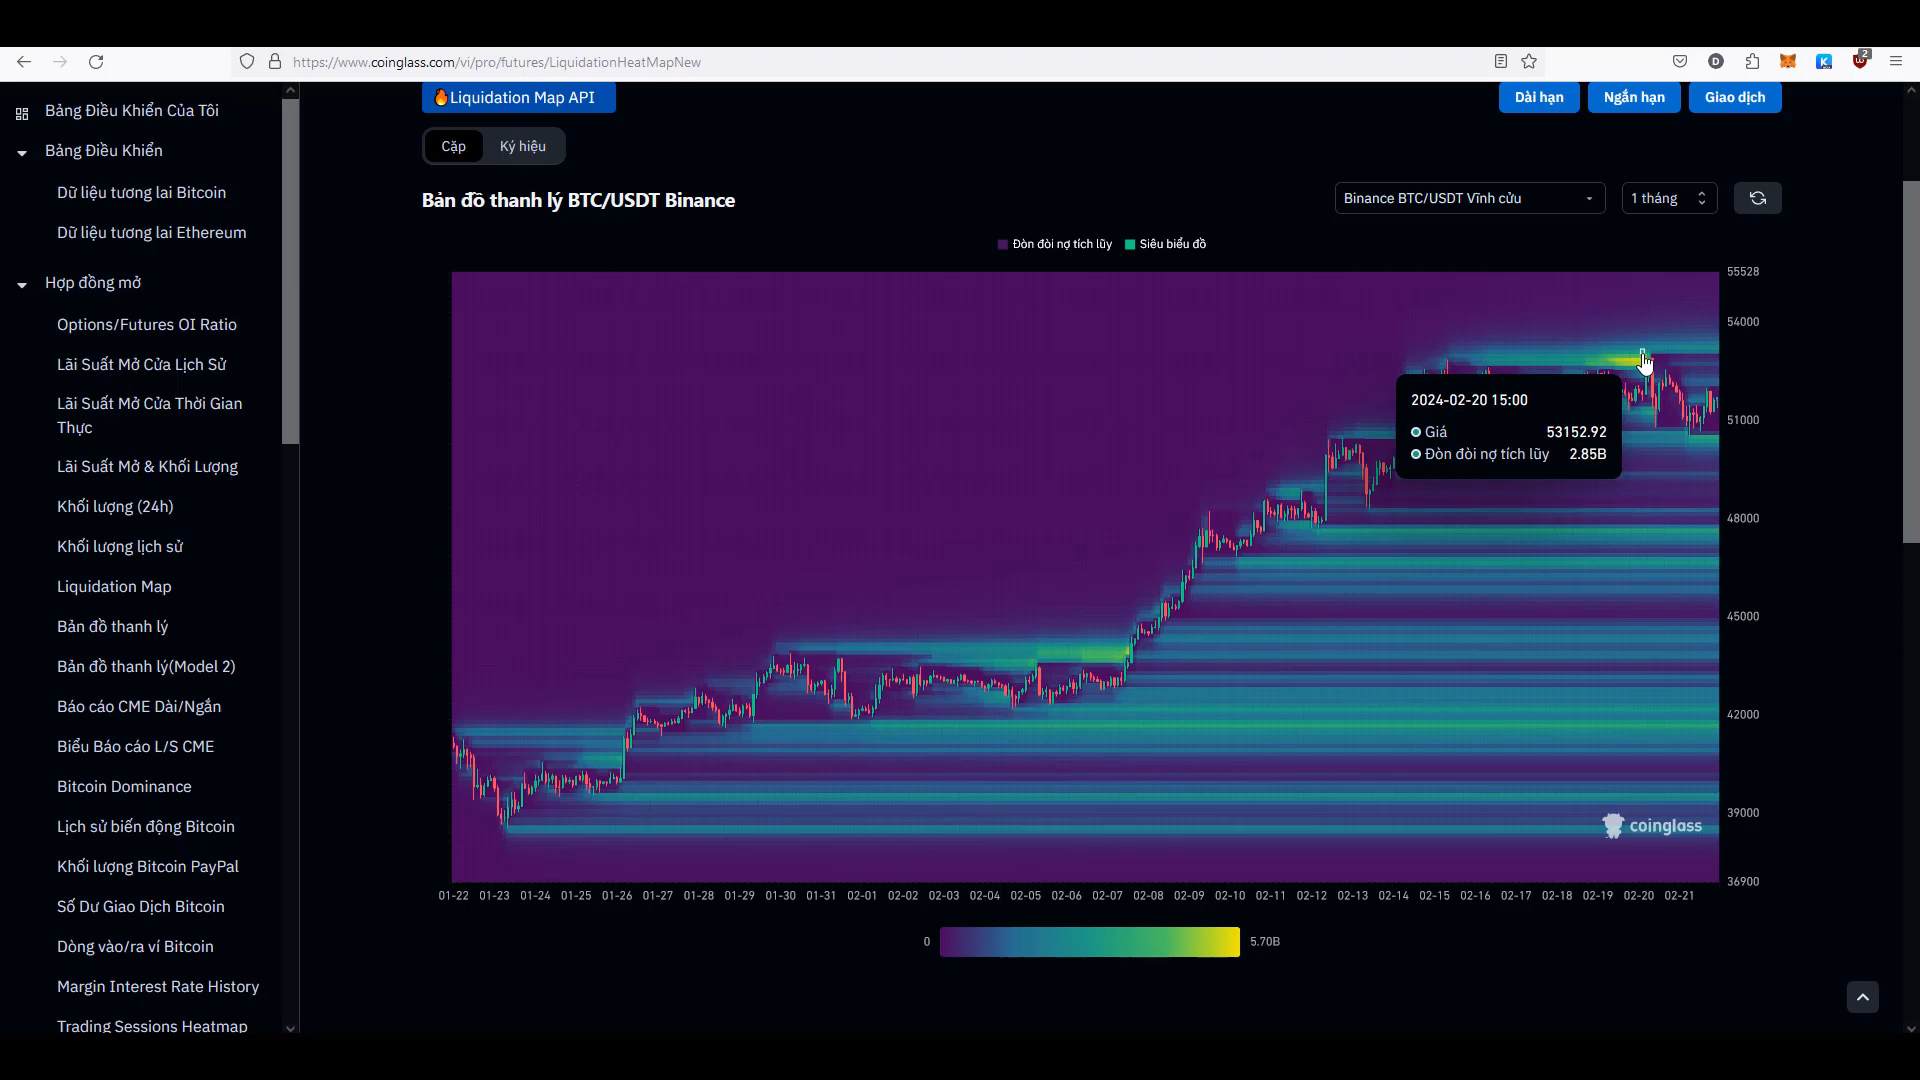 https://www.coinglass.com/vi/pro/futures/LiquidationHeatMapNew
D
K
2
Bảng Điều Khiển Của Tôi
Bảng Điều Khiển
Dữ liệu tương lai Bitcoin
Dữ liệu tương lai Ethereum
Hợp đồng mở
Options/Futures OI Ratio
Lãi Suất Mở Cửa Lịch Sử
Lãi Suất Mở Cửa Thời Gian
Thực
Lãi Suất Mở & Khối Lượng
Khối lượng (24h)
Khối lượng lịch sử
Liquidation Map
Bản đồ thanh lý
Bản đồ thanh lý(Model 2)
Báo cáo CME Dài/Ngắn
Biểu Báo cáo L/S CME
Bitcoin Dominance
Lịch sử biến động Bitcoin
Khối lượng Bitcoin PayPal
Số Dư Giao Dịch Bitcoin
Dòng vào/ra ví Bitcoin
Margin Interest Rate History
Trading Sessions Heatmap
🔥Liquidation Map API
Dài hạn
Ngắn hạn
Giao dịch
Cặp
Ký hiệu
Bản đồ thanh lý BTC/USDT Binance
Binance BTC/USDT Vĩnh cửu
1 tháng
Đòn đòi nợ tích lũy
Siêu biểu đồ
55528
54000
51000
48000
45000
42000
39000
36900
2024-02-20 15:00
Giá 53152.92
Đòn đòi nợ tích lũy 2.85B
coinglass
01-22 01-23 01-24 01-25 01-26 01-27 01-28 01-29 01-30 01-31 02-01 02-02 02-03 02-04 02-05 02-06 02-07 02-08 02-09 02-10 02-11 02-12 02-13 02-14 02-15 02-16 02-17 02-18 02-19 02-20 02-21
0
5.70B